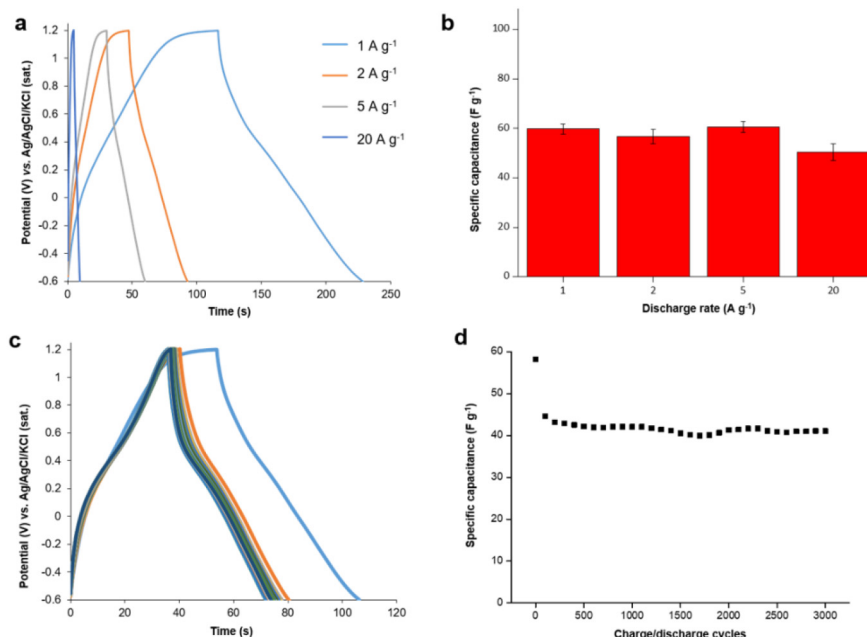 a
1.2
1
0.8
0.6
0.4
0.2
0
-0.2
-0.4
-0.6
Potential (V) vs. Ag/AgCl/KCl (sat.)
0 50 100 150 200 250
Time (s)
1 A g-1
2 A g-1
5 A g-1
20 A g-1
b
100
80
60
40
20
0
Specific capacitance (F g-1)
1 2 5 20
Discharge rate (A g-1)
c
1.2
1
0.8
0.6
0.4
0.2
0
0.2
0.4
-0.6
Potential (V) vs. Ag/AgCl/KCl (sat.)
0 20 40 60 80 100 120
Time (s)
d
60
50
40
30
20
10
0
Specific capacitance (F g-1)
0 500 1000 1500 2000 2500 3000
Charge/discharge cycles